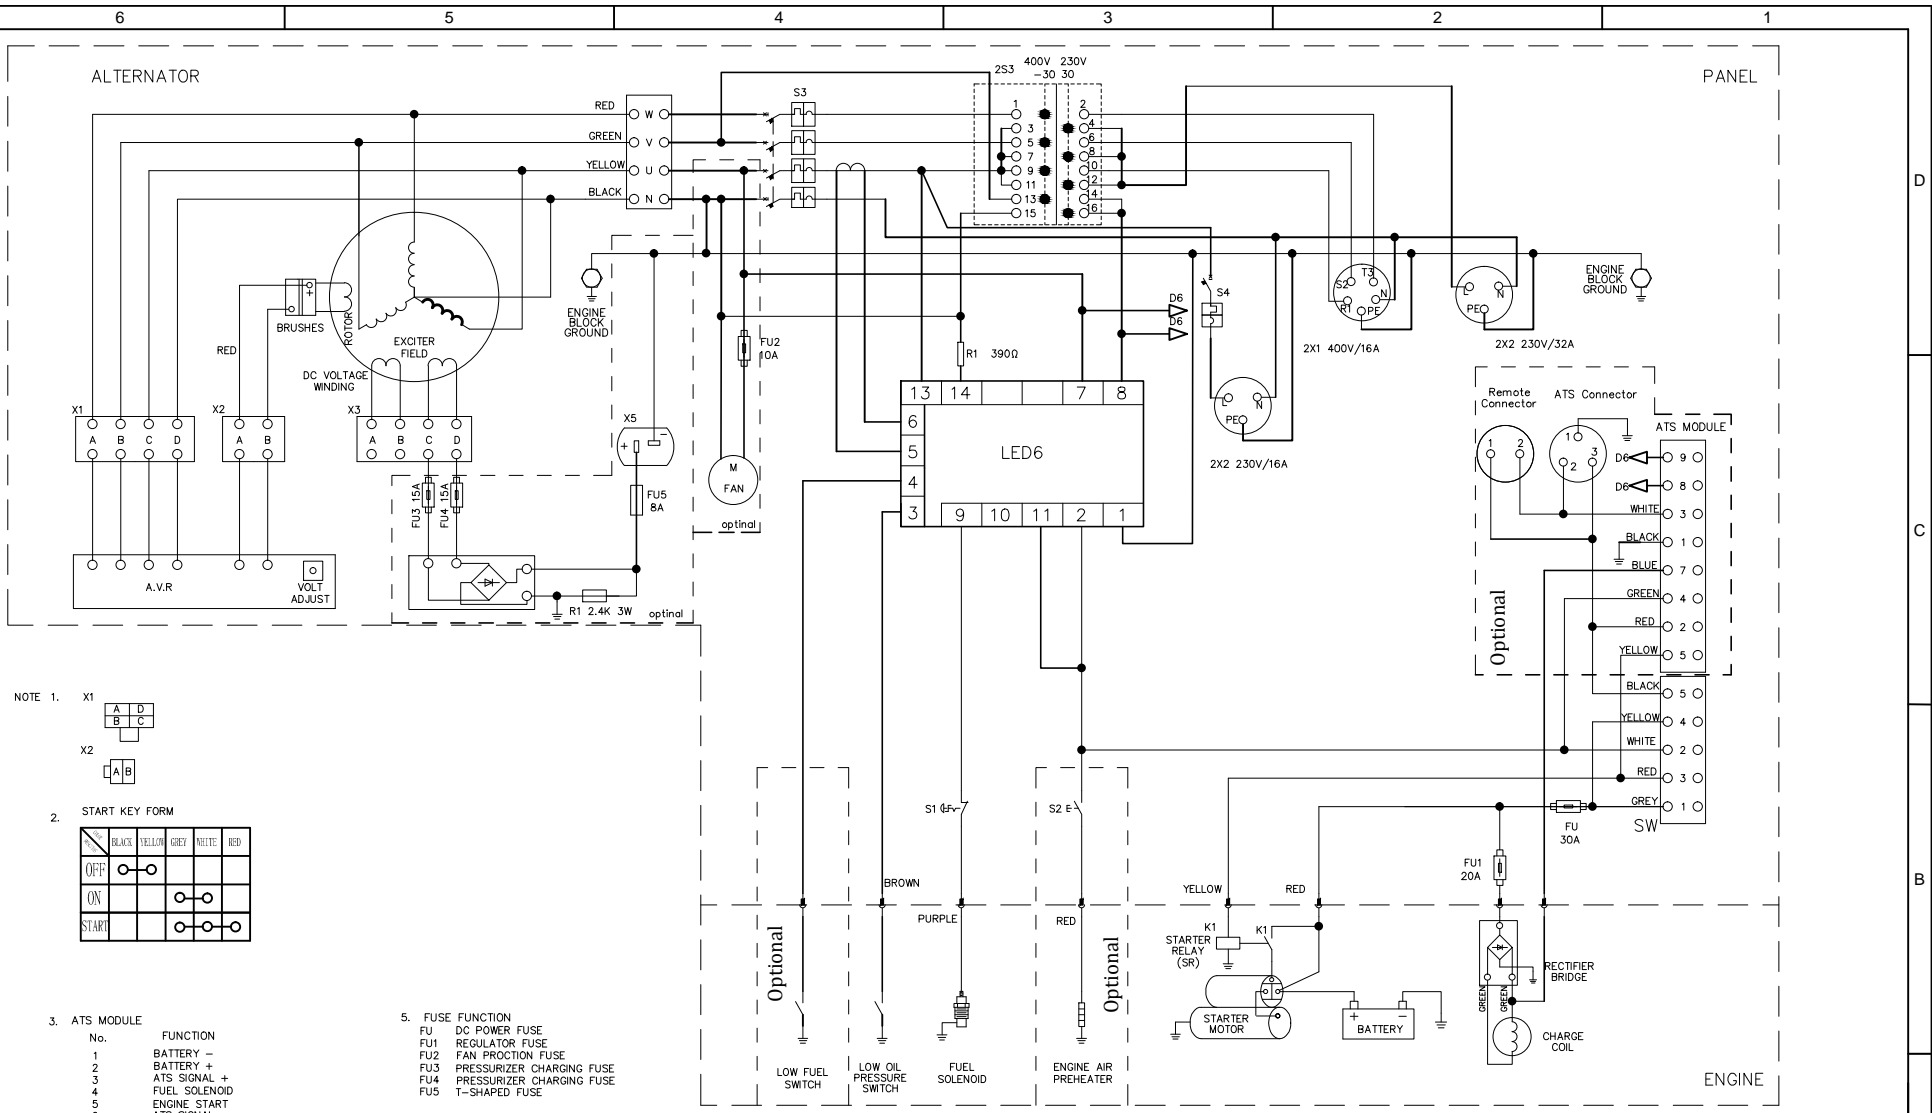 6 5 4 3 2 1
D
C
B
ALTERNATOR
PANEL
ENGINE
RED
GREEN
YELLOW
BLACK
W
V
U
N
S3
2S3
400V 230V
-30 30
1 2
3 4
5 6
7 8
9 10
11 12
13 14
15 16
BRUSHES
+
ROTOR
EXCITER
FIELD
DC VOLTAGE
WINDING
RED
ENGINE
BLOCK
GROUND
FU2
10A
R1 390Ω
D6
D6
S4
T3
S2
N
R1
PE
2X1 400V/16A
L
N
PE
2X2 230V/32A
ENGINE
BLOCK
GROUND
X1
A B C D
X2
A B
X3
A B C D
X5
+ -
FU3 15A
FU4 15A
FU5
8A
M
FAN
optinal
A.V.R
VOLT
ADJUST
R1 2.4K 3W
optinal
13 14 7 8
6
5
4
3
LED6
9 10 11 2 1
L
N
PE
2X2 230V/16A
Remote
Connector
ATS Connector
1 2
1
2
3
ATS MODULE
D6 9
D6 8
WHITE 3
BLACK 1
BLUE 7
GREEN 4
RED 2
YELLOW 5
Optional
BLACK 5
YELLOW 4
WHITE 2
RED 3
GREY 1
SW
FU
30A
FU1
20A
NOTE 1. X1
A D
B C
X2
A B
2. START KEY FORM
BLACK YELLOW GREY WHITE RED
OFF
ON
START
3. ATS MODULE
No. FUNCTION
1 BATTERY -
2 BATTERY +
3 ATS SIGNAL +
4 FUEL SOLENOID
5 ENGINE START
5. FUSE FUNCTION
FU DC POWER FUSE
FU1 REGULATOR FUSE
FU2 FAN PROCTION FUSE
FU3 PRESSURIZER CHARGING FUSE
FU4 PRESSURIZER CHARGING FUSE
FU5 T-SHAPED FUSE
S1
S2
BROWN
PURPLE
RED
YELLOW
RED
Optional
Optional
LOW FUEL
SWITCH
LOW OIL
PRESSURE
SWITCH
FUEL
SOLENOID
ENGINE AIR
PREHEATER
K1
STARTER
RELAY
(SR)
K1
STARTER
MOTOR
+ -
BATTERY
RECTIFIER
BRIDGE
GREEN
GREEN
CHARGE
COIL